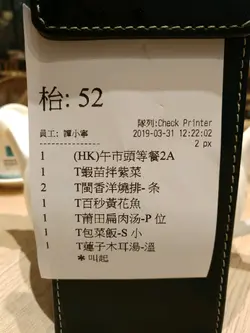 枱: 52
隊列:Check Printer
員工: 譚小寧 2019-03-31 12:22:02
2 px
1 (HK)午市頭等餐2A
1 T蝦苗拌紫菜
2 T閩香洋燒排-条
1 T百秒黃花魚
1 T莆田扁肉汤-P 位
1 T包菜飯-S 小
1 T蓮子木耳湯-溫
* 叫起